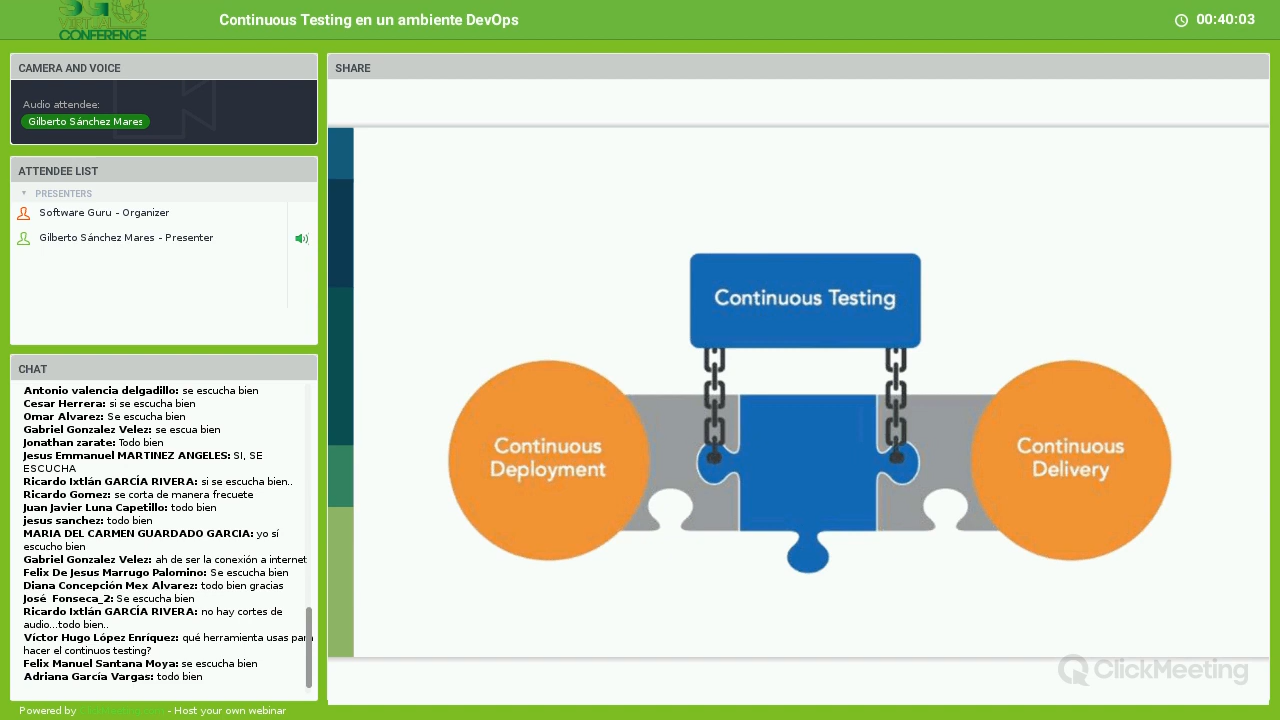 SG
VIRTUAL
CONFERENCE
Continuous Testing en un ambiente DevOps
00:40:03
CAMERA AND VOICE
Audio attendee:
Gilberto Sánchez Mares
ATTENDEE LIST
PRESENTERS
Software Guru - Organizer
Gilberto Sánchez Mares - Presenter
CHAT
Antonio valencia delgadillo: se escucha bien
Cesar Herrera: si se escucha bien
Omar Alvarez: Se escucha bien
Gabriel Gonzalez Velez: se escua bien
Jonathan zarate: Todo bien
Jesus Emmanuel MARTINEZ ANGELES: SI, SE
ESCUCHA
Ricardo Ixtlán GARCÍA RIVERA: si se escucha bien..
Ricardo Gomez: se corta de manera frecuete
Juan Javier Luna Capetillo: todo bien
jesus sanchez: todo bien
MARIA DEL CARMEN GUARDADO GARCIA: yo sí
escucho bien
Gabriel Gonzalez Velez: ah de ser la conexión a internet
Felix De Jesus Marrugo Palomino: Se escucha bien
Diana Concepción Mex Alvarez: todo bien gracias
José Fonseca_2: Se escucha bien
Ricardo Ixtlán GARCÍA RIVERA: no hay cortes de
audio...todo bien..
Víctor Hugo López Enríquez: qué herramienta usas para
hacer el continuos testing?
Felix Manuel Santana Moya: se escucha bien
Adriana García Vargas: todo bien
Powered by - Host your own webinar
SHARE
Continuous Testing
Continuous
Deployment
Continuous
Delivery
ClickMeeting